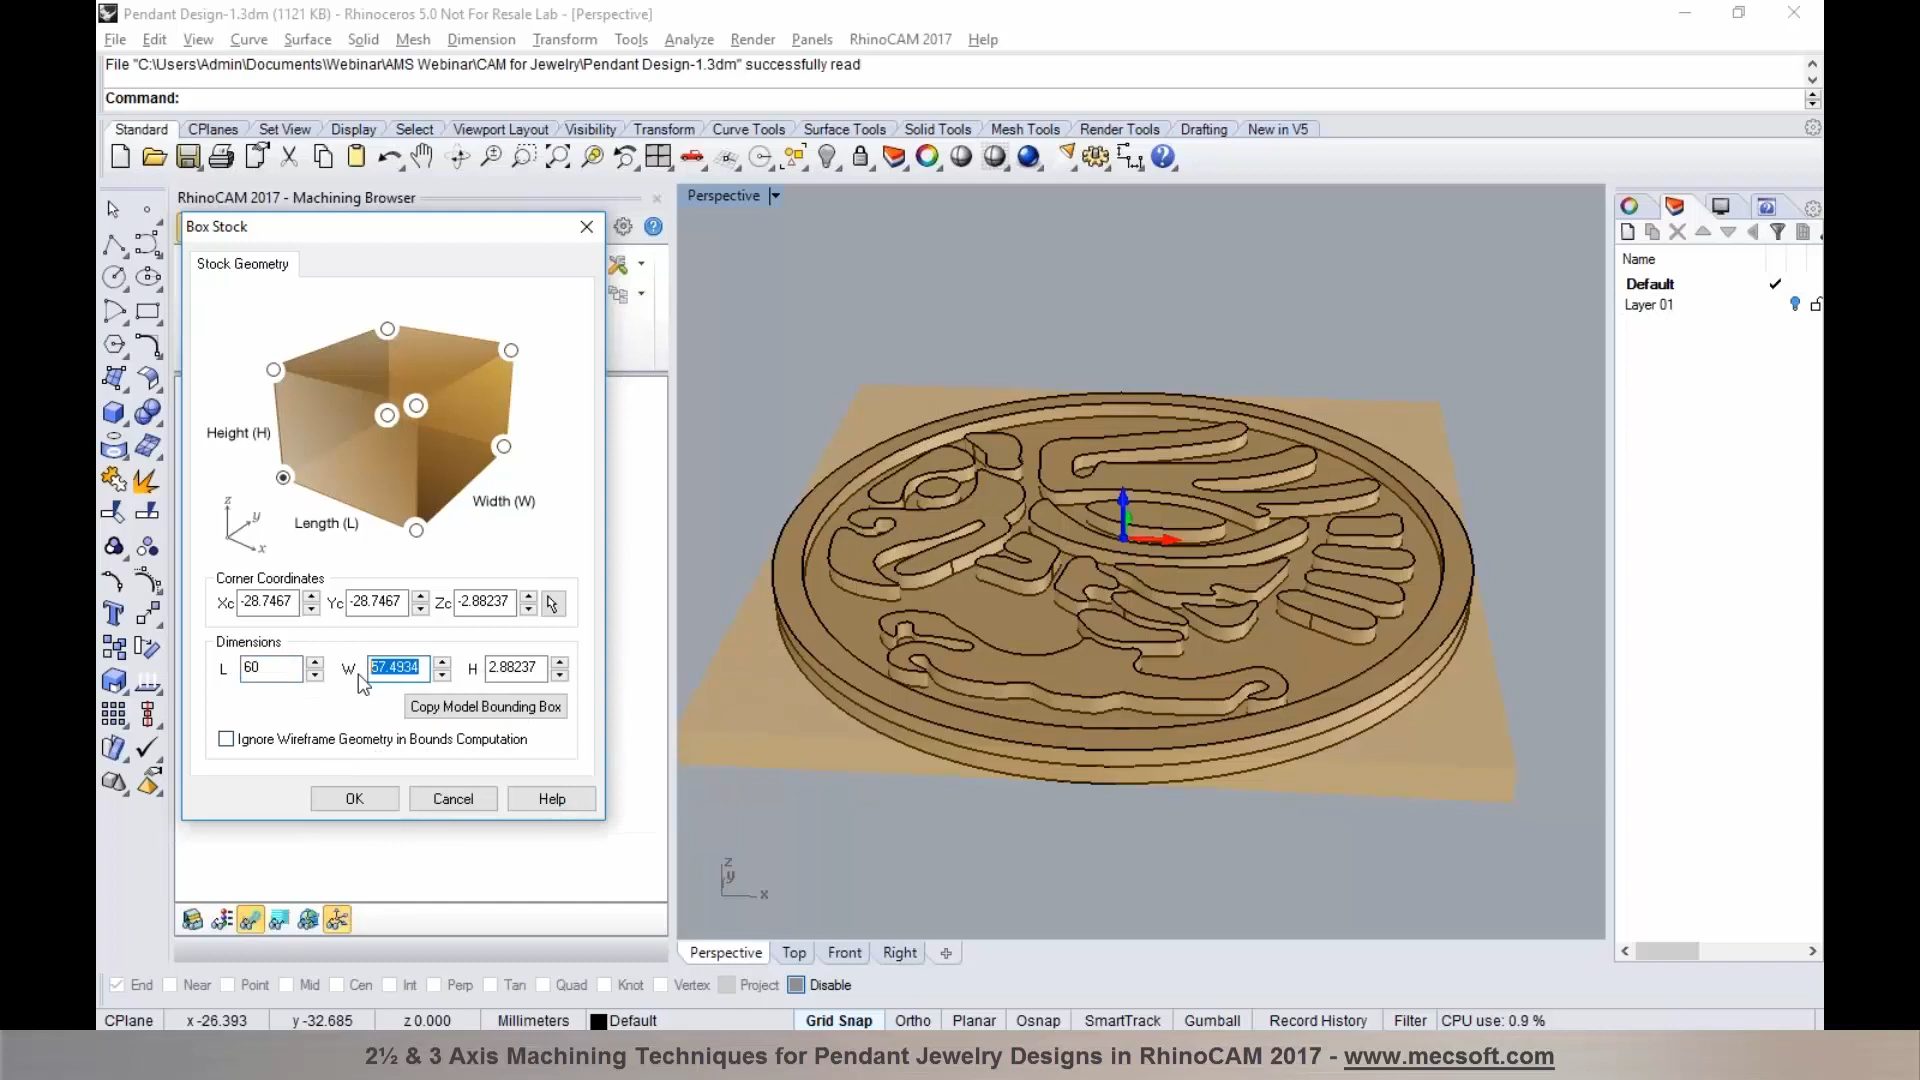 Pendant Design-1.3dm (1121 KB) - Rhinoceros 5.0 Not For Resale Lab - [Perspective]
File Edit View Curve Surface Solid Mesh Dimension Transform Tools Analyze Render Panels RhinoCAM 2017 Help
File "C:\Users\Admin\Documents\Webinar\AMS Webinar\CAM for Jewelry\Pendant Design-1.3dm" successfully read
Command:
Standard CPlanes Set View Display Select Viewport Layout Visibility Transform Curve Tools Surface Tools Solid Tools Mesh Tools Render Tools Drafting New in V5
RhinoCAM 2017 - Machining Browser
Perspective
Box Stock
Stock Geometry
Name
Default
Layer 01
Height (H)
Width (W)
Length (L)
z
y
x
Corner Coordinates
Xc -28.7467 Yc -28.7467 Zc -2.88237
Dimensions
L 60 W 57.4934 H 2.88237
Copy Model Bounding Box
Ignore Wireframe Geometry in Bounds Computation
OK Cancel Help
z
y
x
Perspective Top Front Right
End Near Point Mid Cen Int Perp Tan Quad Knot Vertex Project Disable
CPlane x -26.393 y -32.685 z 0.000 Millimeters Default Grid Snap Ortho Planar Osnap SmartTrack Gumball Record History Filter CPU use: 0.9 %
2½ & 3 Axis Machining Techniques for Pendant Jewelry Designs in RhinoCAM 2017 - www.mecsoft.com